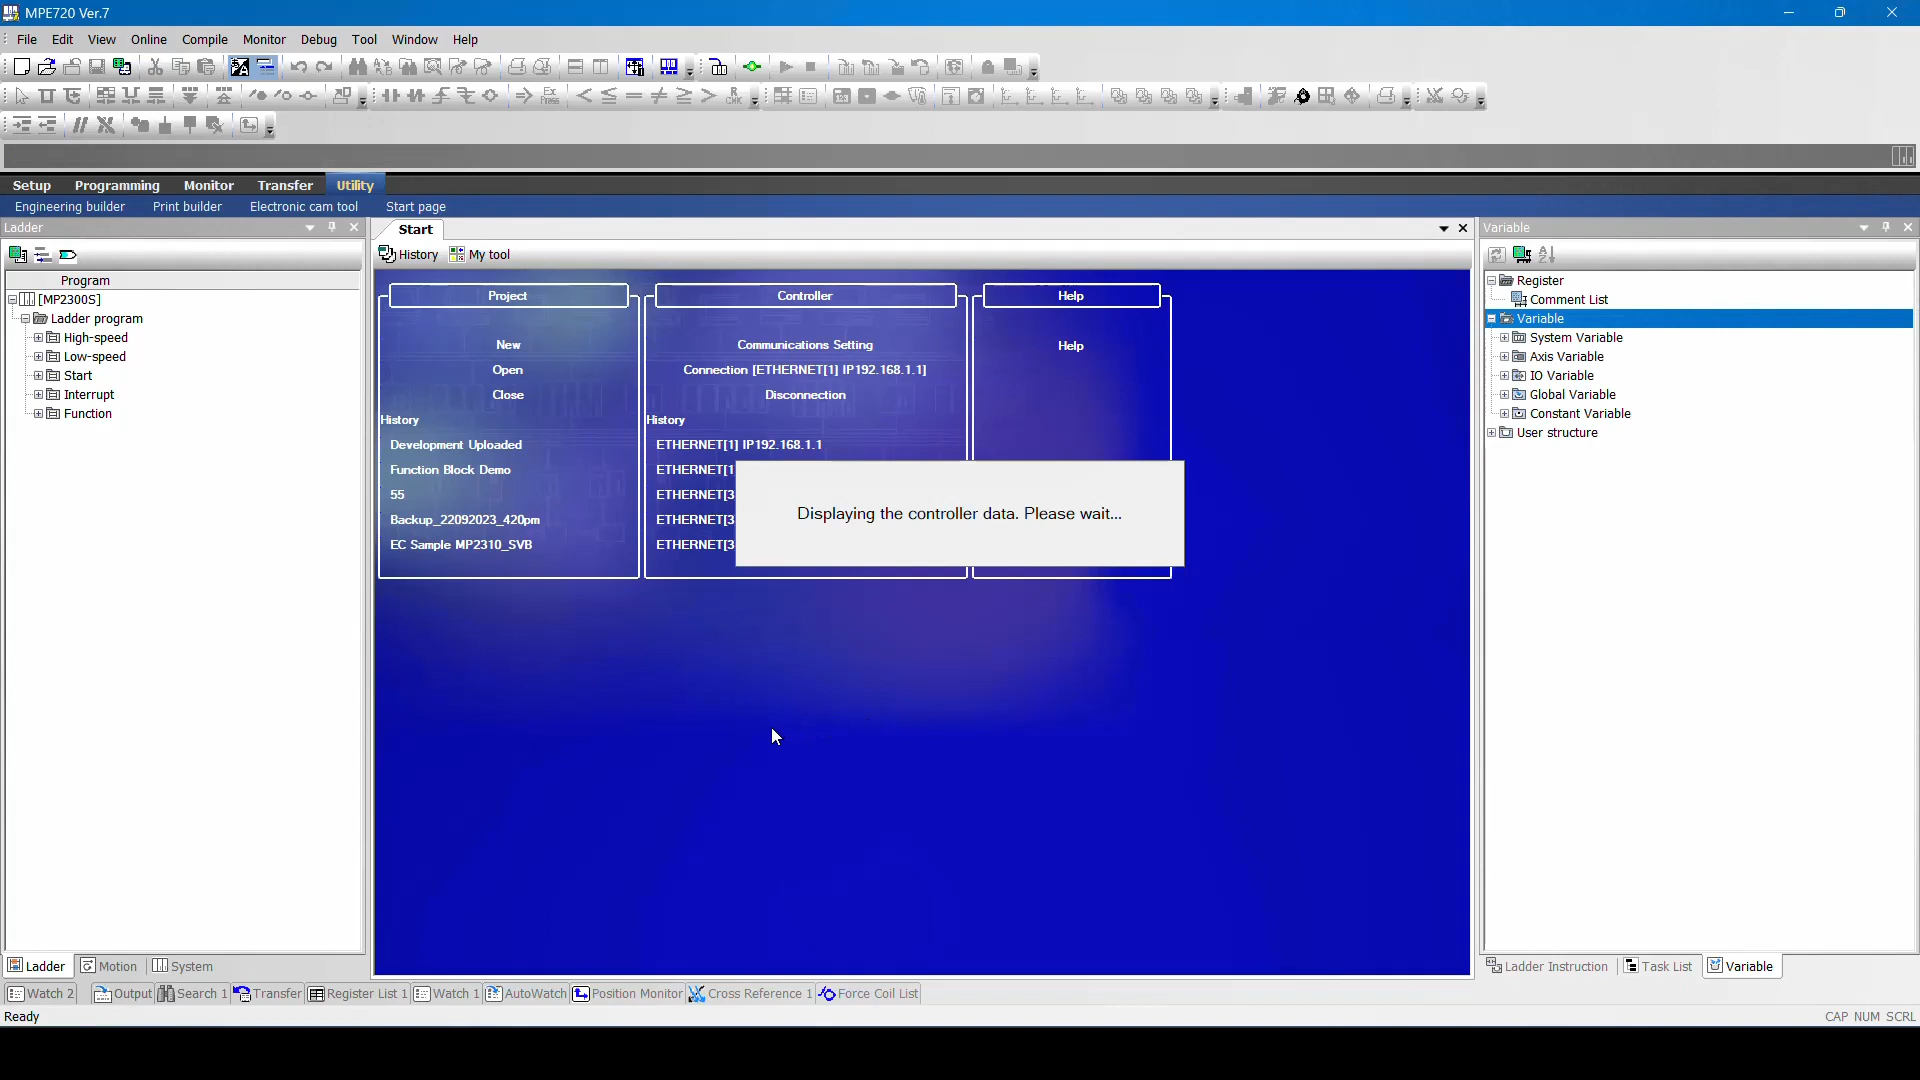 MPE720 Ver.7
File Edit View Online Compile Monitor Debug Tool Window Help
Setup Programming Monitor Transfer Utility
Engineering builder Print builder Electronic cam tool Start page
Ladder
Program
[MP2300S]
Ladder program
High-speed
Low-speed
Start
Interrupt
Function
Ladder Motion System
Start
History My tool
Project
New
Open
Close
History
Development Uploaded
Function Block Demo
55
Backup_22092023_420pm
EC Sample MP2310_SVB
Controller
Communications Setting
Connection [ETHERNET[1] IP192.168.1.1]
Disconnection
History
ETHERNET[1] IP192.168.1.1
ETHERNET[1
ETHERNET[3
ETHERNET[3
ETHERNET[3
Help
Help
Displaying the controller data. Please wait...
Variable
Register
Comment List
Variable
System Variable
Axis Variable
IO Variable
Global Variable
Constant Variable
User structure
Ladder Instruction Task List Variable
Watch 2 Output Search 1 Transfer Register List 1 Watch 1 AutoWatch Position Monitor Cross Reference 1 Force Coil List
Ready
CAP NUM SCRL